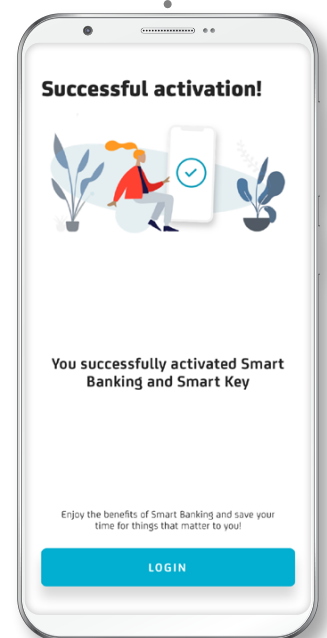 Successful activation!
You successfully activated Smart
Banking and Smart Key
Enjoy the benefits of Smart Banking and save your
time for things that matter to you!
LOGIN